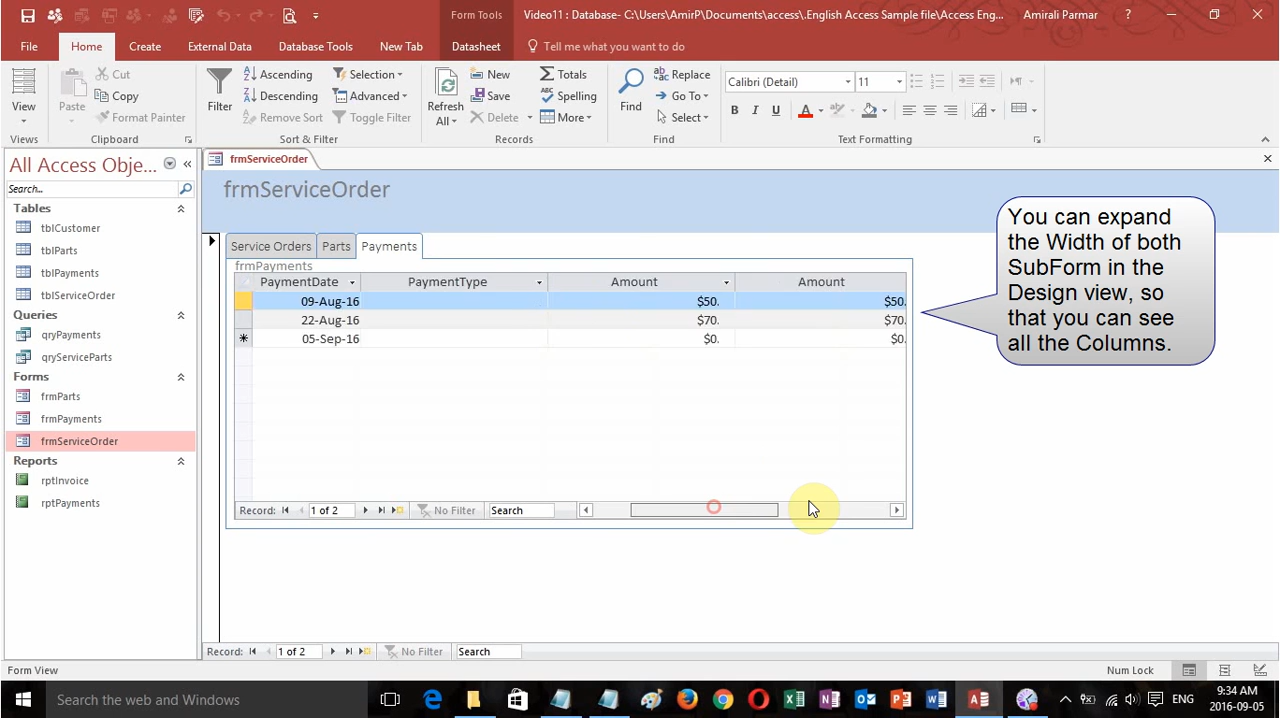 Form Tools
Video11 : Database- C:\Users\AmirP\Documents\access\.English Access Sample file\Access Eng...
Amirali Parmar
?
File
Home
Create
External Data
Database Tools
New Tab
Datasheet
Tell me what you want to do
View
Views
Paste
Cut
Copy
Format Painter
Clipboard
Filter
Ascending
Descending
Remove Sort
Selection
Advanced
Toggle Filter
Sort & Filter
Refresh
All
New
Save
Delete
Totals
Spelling
More
Records
Find
Replace
Go To
Select
Find
Calibri (Detail)
11
B I U
A
Text Formatting
All Access Obje...
Search...
Tables
tblCustomer
tblParts
tblPayments
tblServiceOrder
Queries
qryPayments
qryServiceParts
Forms
frmParts
frmPayments
frmServiceOrder
Reports
rptInvoice
rptPayments
frmServiceOrder
frmServiceOrder
Service Orders
Parts
Payments
frmPayments
PaymentDate PaymentType Amount Amount
09-Aug-16 $50. $50.
22-Aug-16 $70. $70.
05-Sep-16 $0. $0.
Record: 1 of 2 No Filter Search
You can expand
the Width of both
SubForm in the
Design view, so
that you can see
all the Columns.
Record: 1 of 2 No Filter Search
Form View
Num Lock
Search the web and Windows
ENG
9:34 AM
2016-09-05